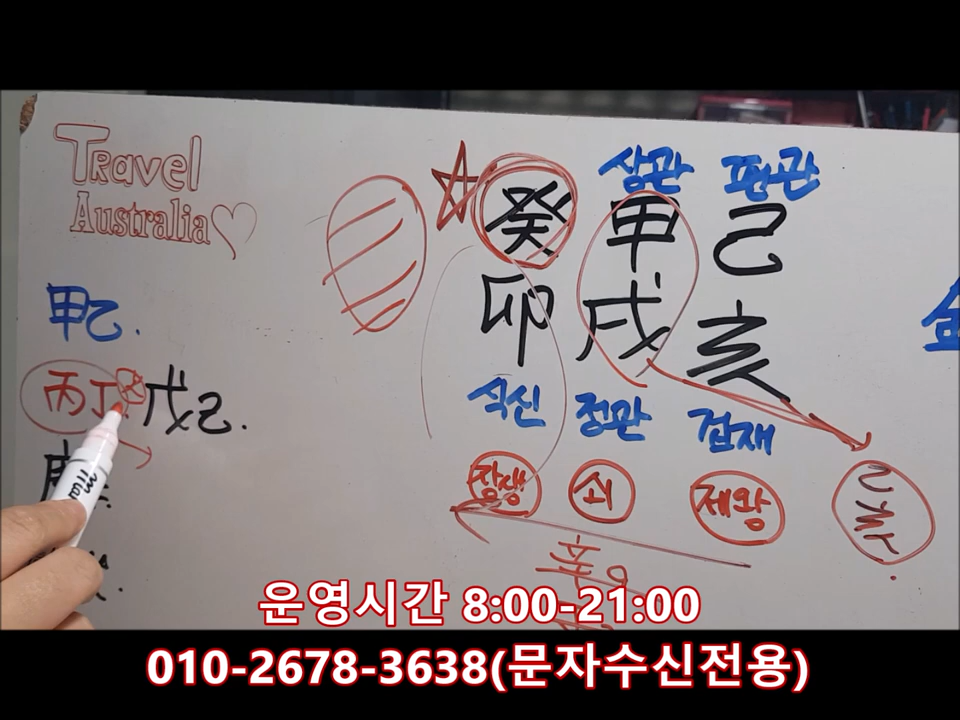 Travel
Australia
상관 편관
癸 甲 己
卯 戌 亥
식신 정관 겁재
장생 쇠 제왕
甲乙.
丙丁. 戊己.
金
운영시간 8:00-21:00
010-2678-3638(문자수신전용)